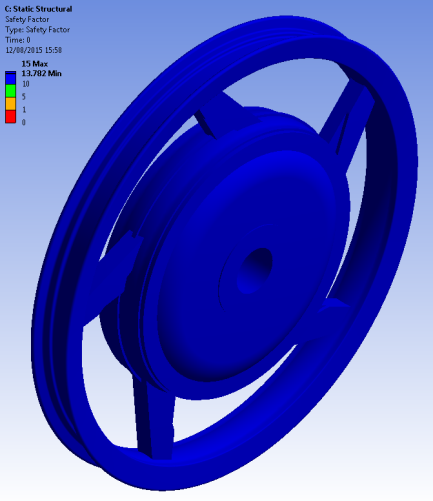 C: Static Structural
Safety Factor
Type: Safety Factor
Time: 0
12/08/2015 15:58
15 Max
13.782 Min
10
5
1
0